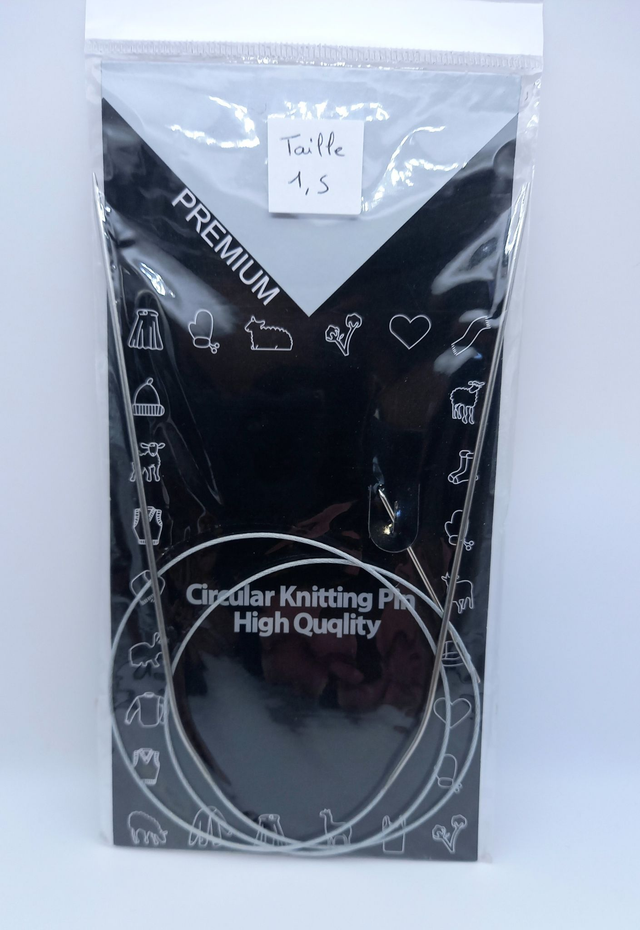 Taille
1,5
PREMIUM
Circular Knitting Pin
High Quqlity